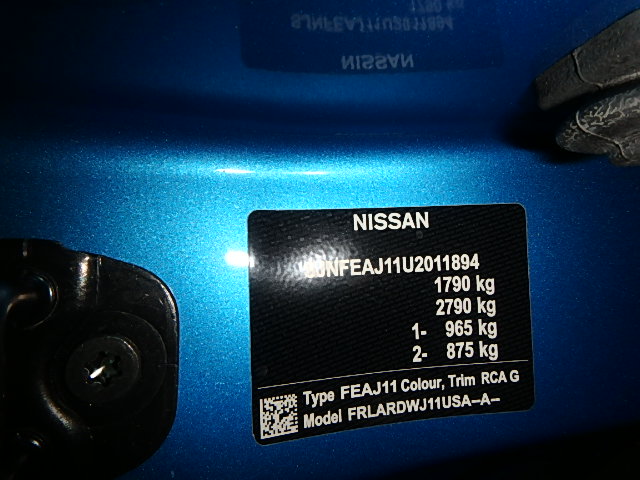 NISSAN
SJNFEAJ11U2011894
1790 kg
2790 kg
1- 965 kg
2- 875 kg
Type FEAJ11 Colour, Trim RCA G
Model FRLARDWJ11USA-A-